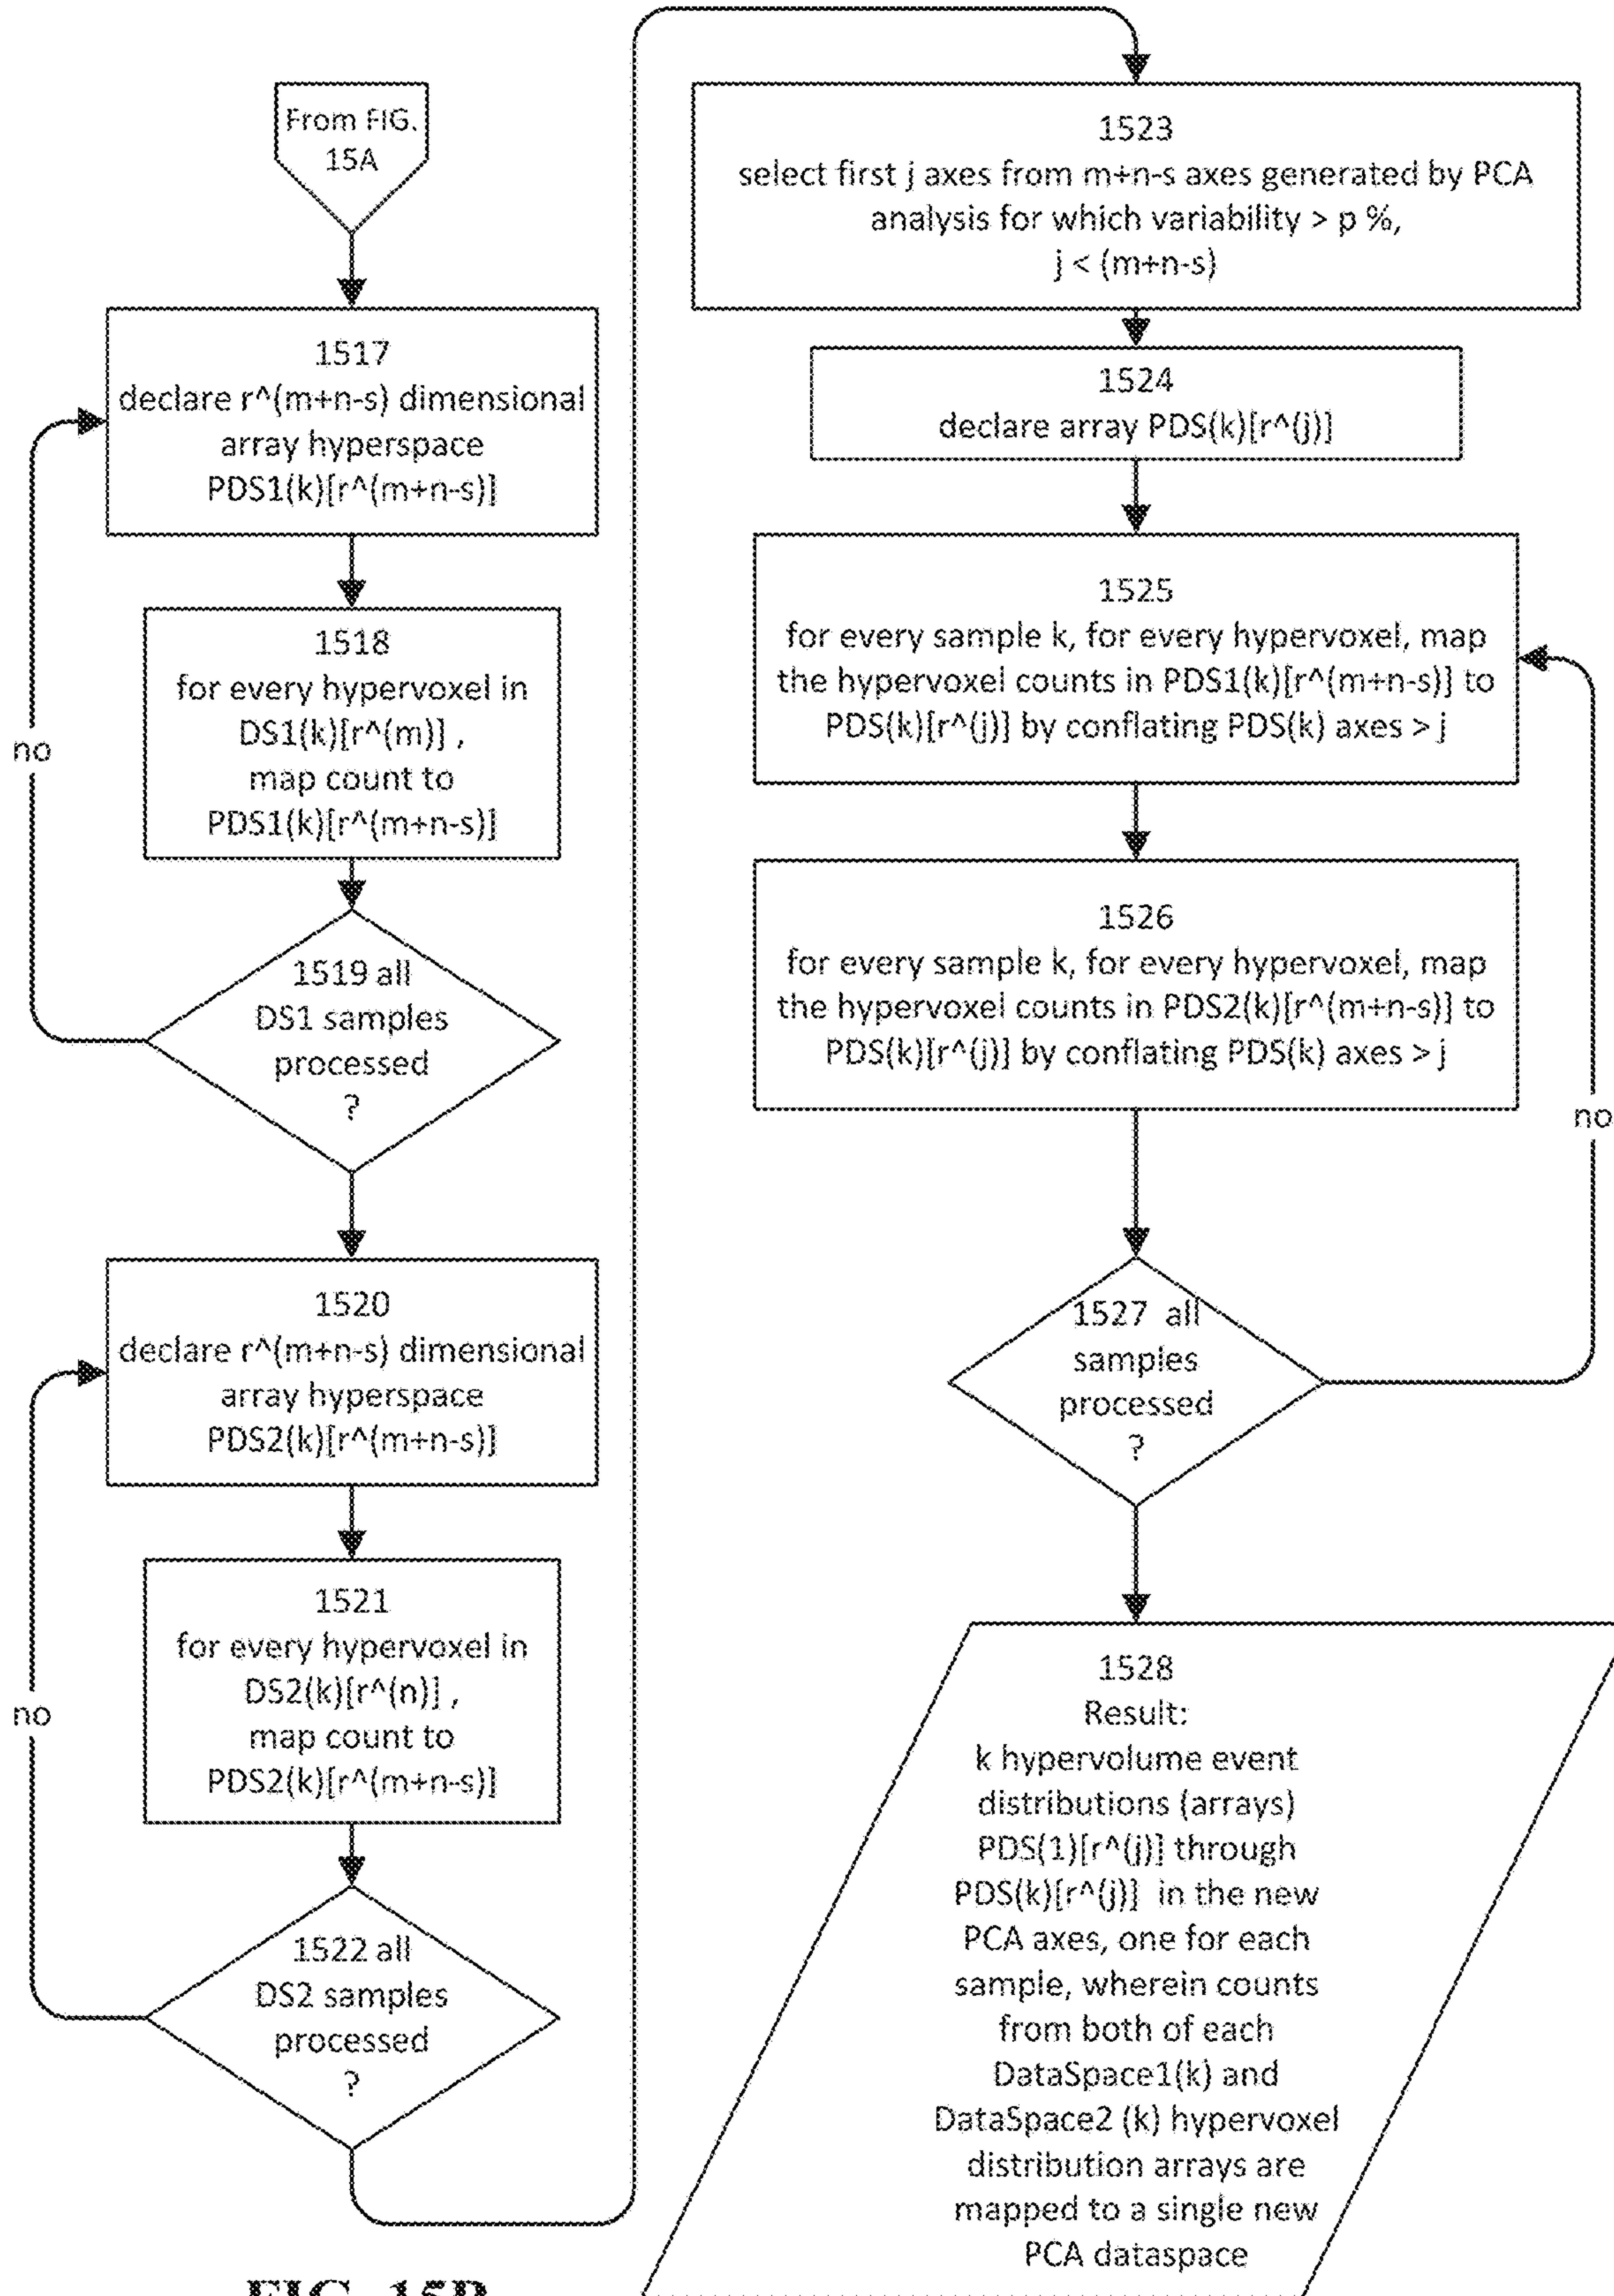 From FIG.
15A
1517
declare r^(m+n-s) dimensional
array hyperspace
PDS1(k)[r^(m+n-s)]
1518
for every hypervoxel in
DS1(k)[r^(m)] ,
map count to
PDS1(k)[r^(m+n-s)]
no
1519 all
DS1 samples
processed
?
1520
declare r^(m+n-s) dimensional
array hyperspace
PDS2(k)[r^(m+n-s)]
1521
for every hypervoxel in
DS2(k)[r^(n)] ,
map count to
PDS2(k)[r^(m+n-s)]
no
1522 all
DS2 samples
processed
?
1523
select first j axes from m+n-s axes generated by PCA
analysis for which variability > p %,
j < (m+n-s)
1524
declare array PDS(k)[r^(j)]
1525
for every sample k, for every hypervoxel, map
the hypervoxel counts in PDS1(k)[r^(m+n-s)] to
PDS(k)[r^(j)] by conflating PDS(k) axes > j
1526
for every sample k, for every hypervoxel, map
the hypervoxel counts in PDS2(k)[r^(m+n-s)] to
PDS(k)[r^(j)] by conflating PDS(k) axes > j
no
1527 all
samples
processed
?
1528
Result:
k hypervolume event
distributions (arrays)
PDS(1)[r^(j)] through
PDS(k)[r^(j)] in the new
PCA axes, one for each
sample, wherein counts
from both of each
DataSpace1(k) and
DataSpace2 (k) hypervoxel
distribution arrays are
mapped to a single new
PCA dataspace
FIG. 15B